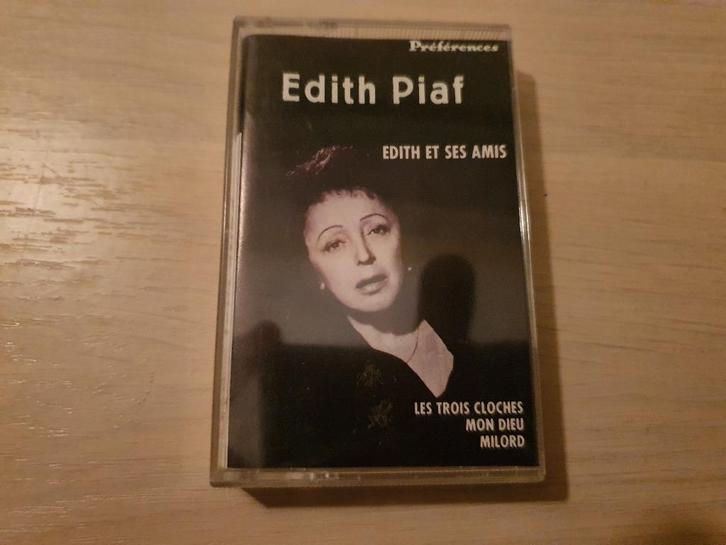 Préférences
Edith Piaf
EDITH ET SES AMIS
LES TROIS CLOCHES
MON DIEU
MILORD